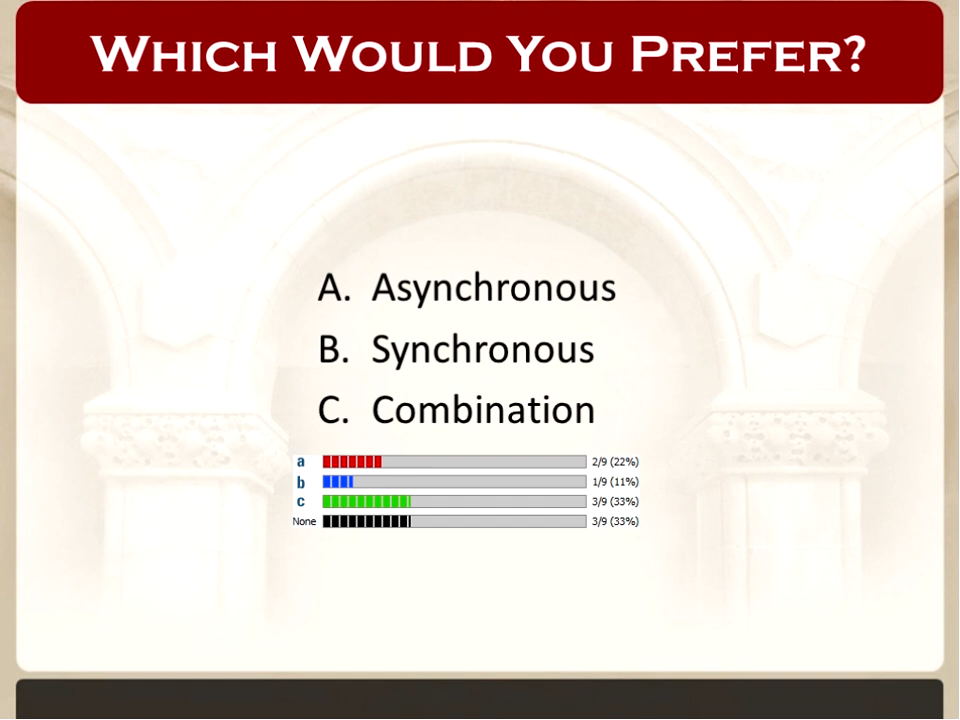 WHICH WOULD YOU PREFER?
A. Asynchronous
B. Synchronous
C. Combination
a 2/9 (22%)
b 1/9 (11%)
c 3/9 (33%)
None 3/9 (33%)